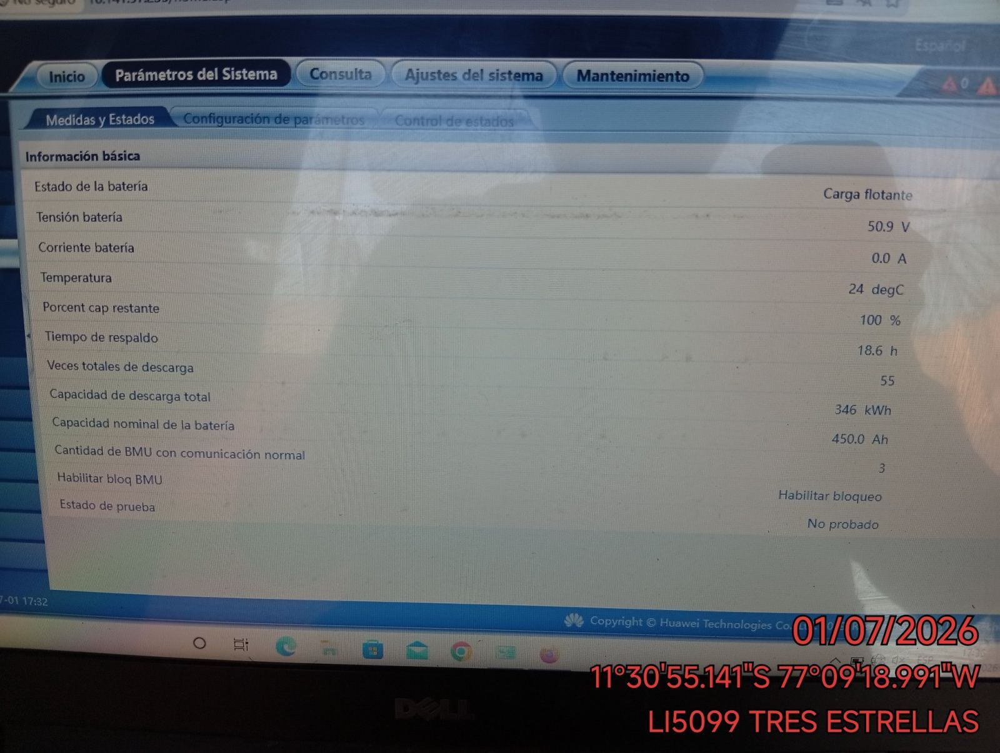 No seguro
Español
Inicio Parámetros del Sistema Consulta Ajustes del sistema Mantenimiento
0
Medidas y Estados Configuración de parámetros Control de estados
Información básica
Estado de la batería Carga flotante
Tensión batería 50.9 V
Corriente batería 0.0 A
Temperatura 24 degC
Porcent cap restante 100 %
Tiempo de respaldo 18.6 h
Veces totales de descarga 55
Capacidad de descarga total 346 kWh
Capacidad nominal de la batería 450.0 Ah
Cantidad de BMU con comunicación normal 3
Habilitar bloq BMU Habilitar bloqueo
Estado de prueba No probado
7-01 17:32
Copyright © Huawei Technologies Co.
01/07/2026
ESP
11°30'55.141"S 77°09'18.991"W
DELL
LI5099 TRES ESTRELLAS